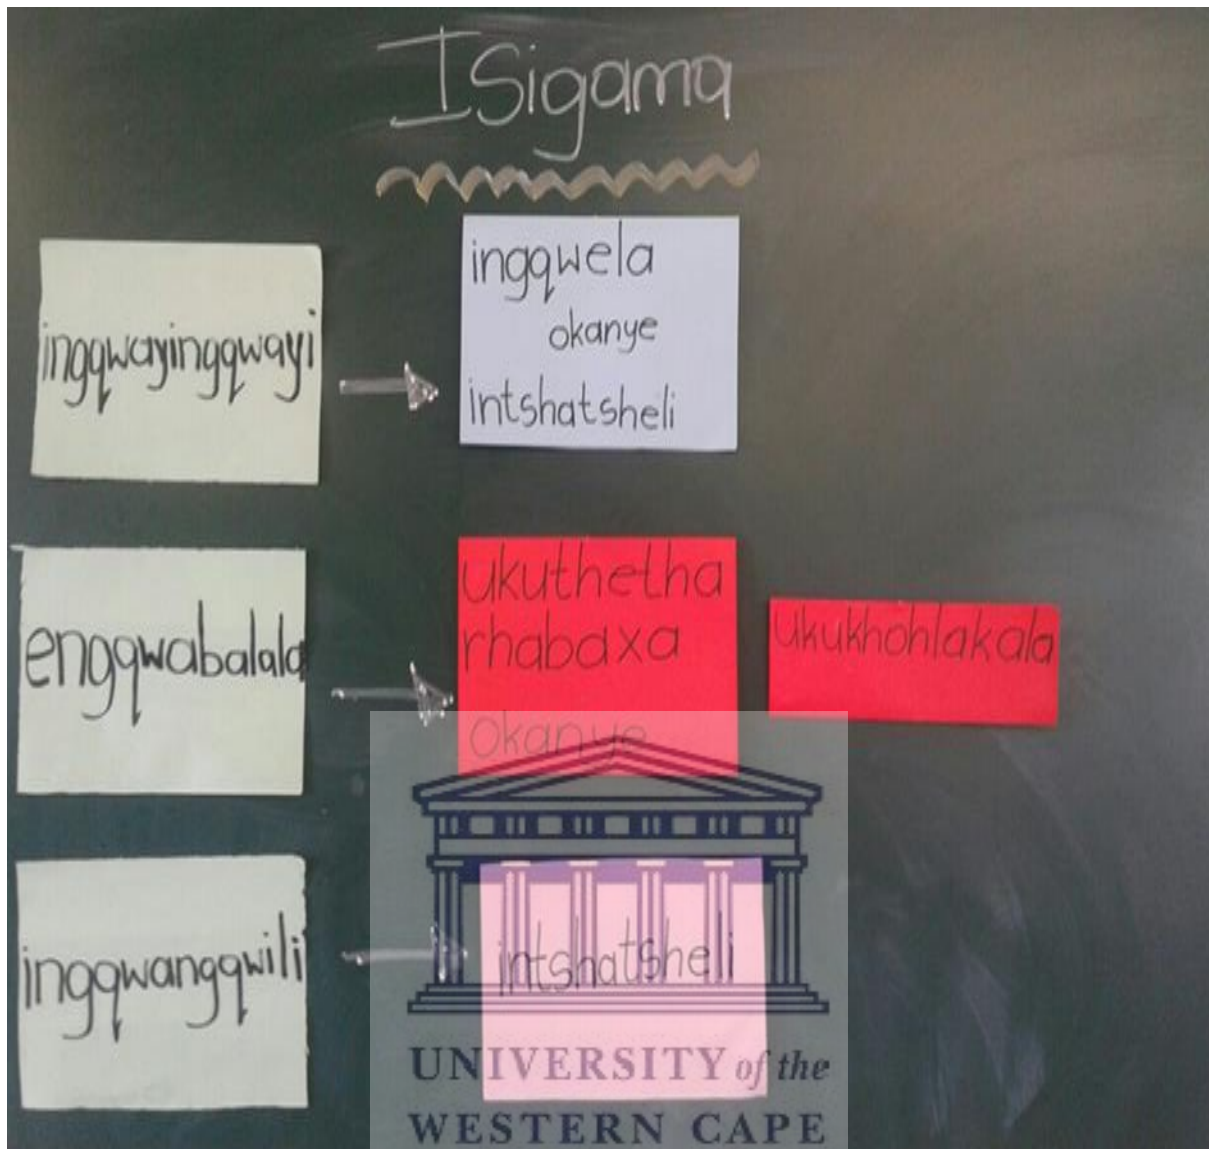 ISigama
ingqwayingqwayi
ingqwela
okanye
intshatsheli
engqwabalala
ukuthetha
rhabaxa
okanye
ukukhohlakala
ingqwangqwili
intshatsheli
UNIVERSITY of the
WESTERN CAPE